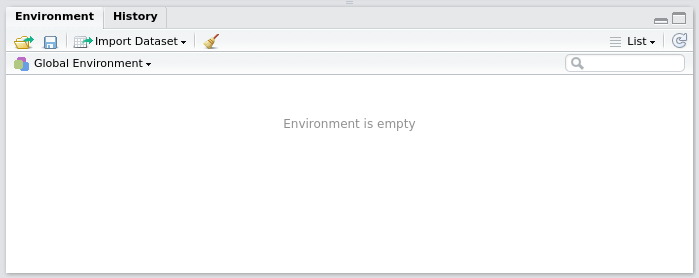 Environment History
Import Dataset List
Global Environment
Environment is empty